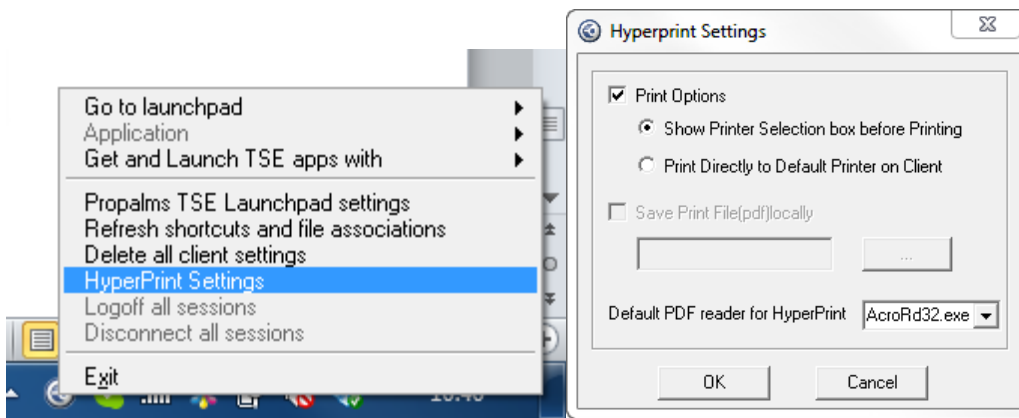 Go to launchpad
Application
Get and Launch TSE apps with
Propalms TSE Launchpad settings
Refresh shortcuts and file associations
Delete all client settings
HyperPrint Settings
Logoff all sessions
Disconnect all sessions
Exit
Hyperprint Settings
Print Options
Show Printer Selection box before Printing
Print Directly to Default Printer on Client
Save Print File(pdf)locally
...
Default PDF reader for HyperPrint AcroRd32.exe
OK Cancel